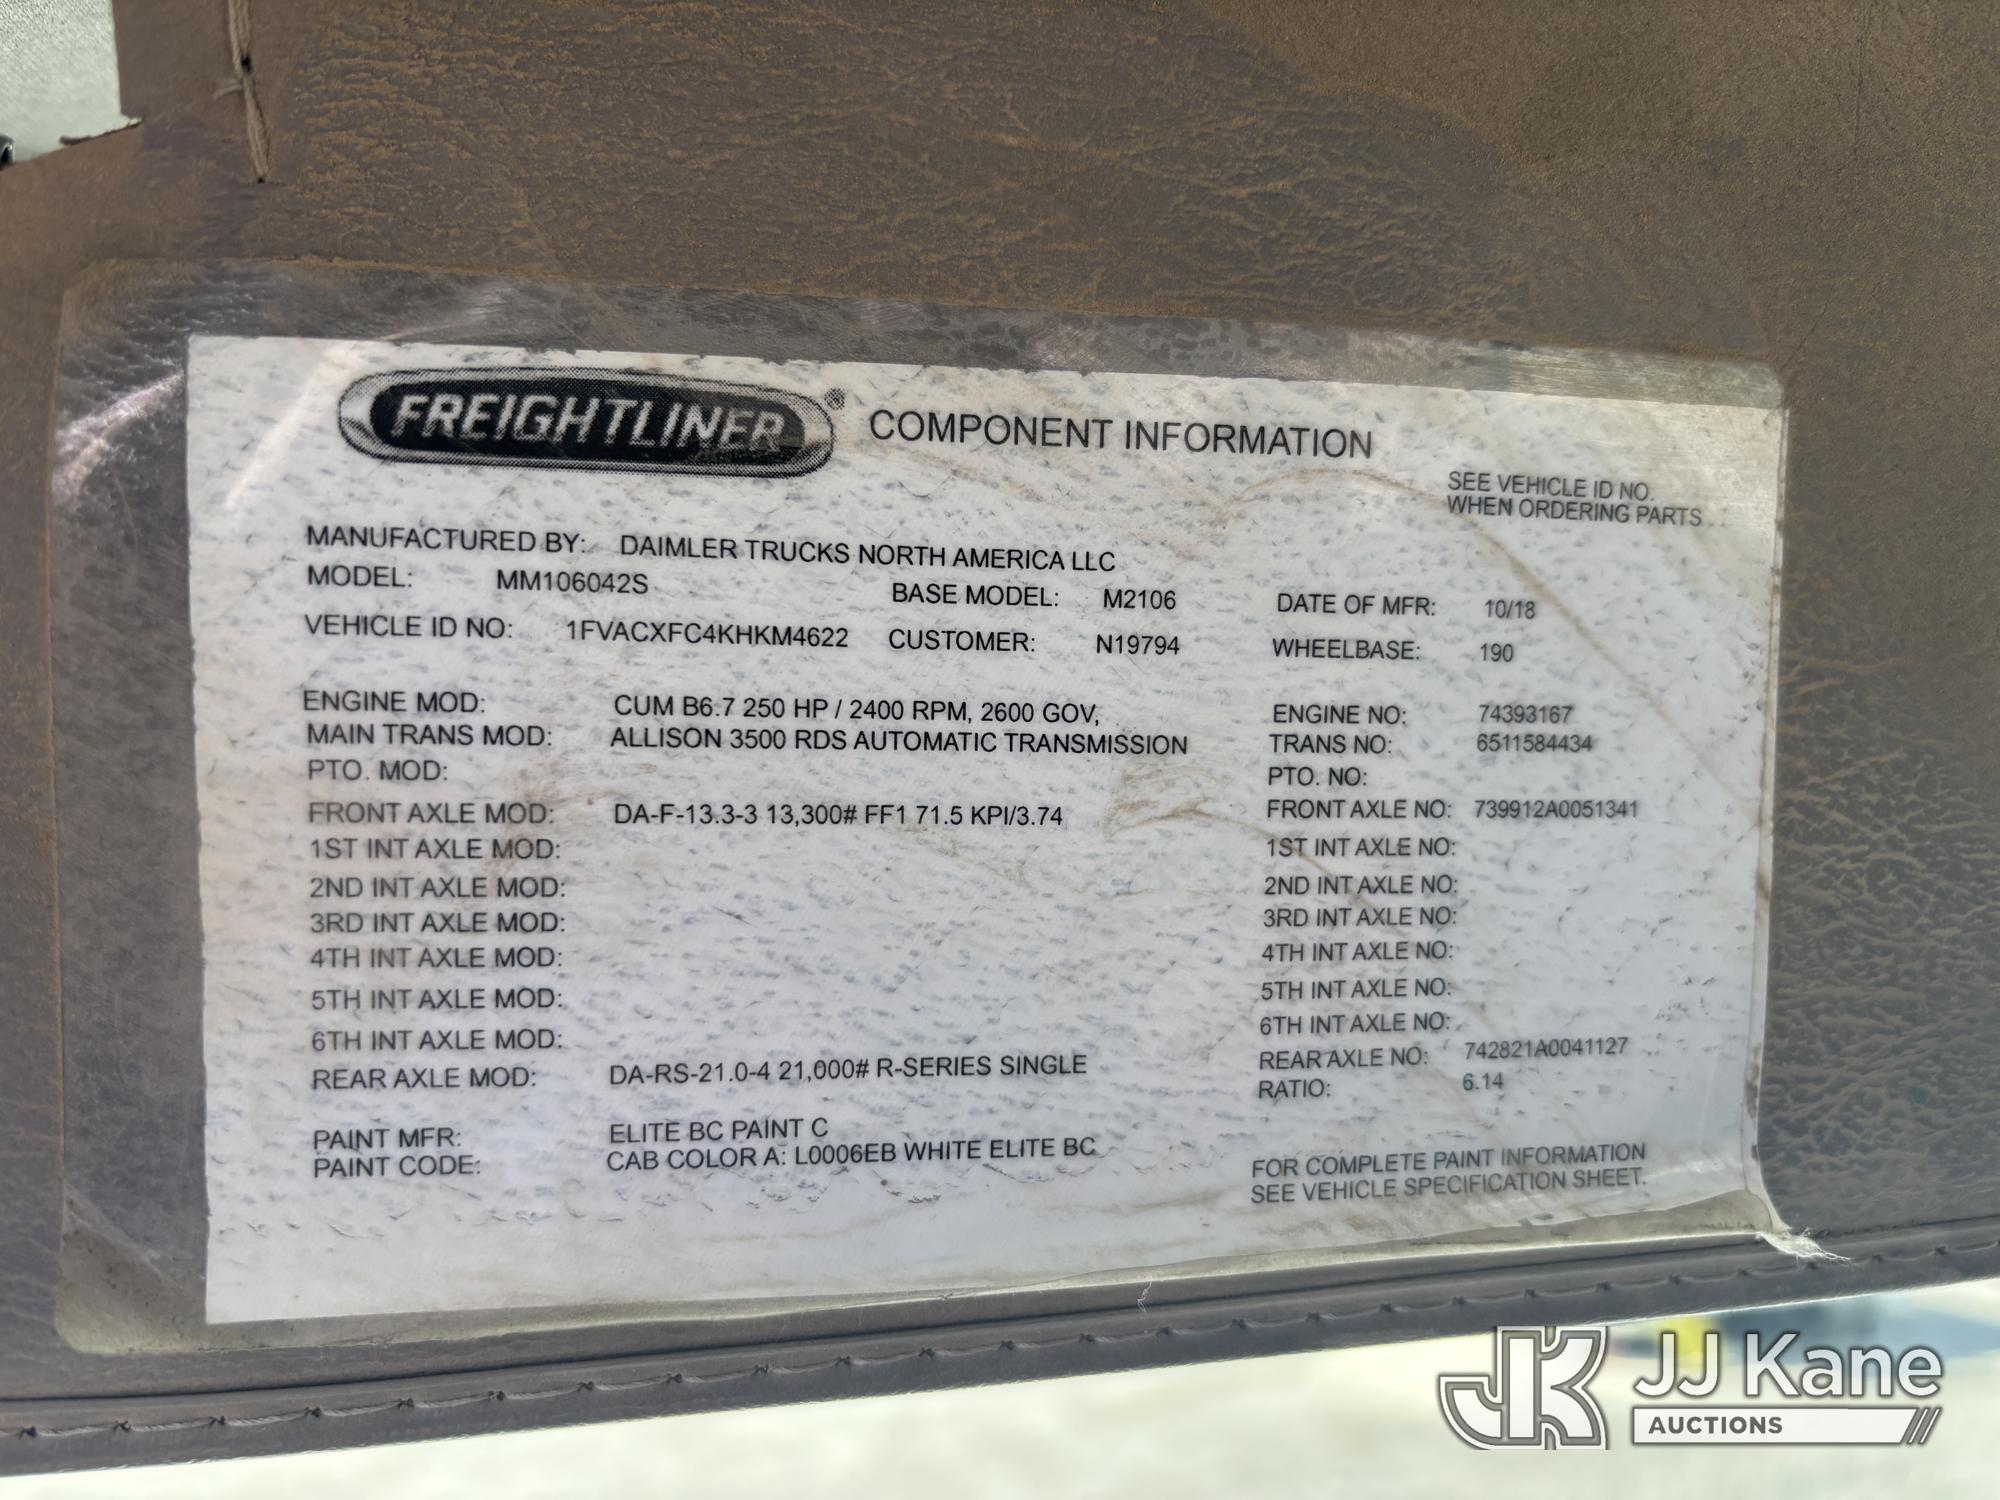 FREIGHTLINER® COMPONENT INFORMATION
SEE VEHICLE ID NO.
WHEN ORDERING PARTS
MANUFACTURED BY: DAIMLER TRUCKS NORTH AMERICA LLC
MODEL: MM106042S BASE MODEL: M2106 DATE OF MFR: 10/18
VEHICLE ID NO: 1FVACXFC4KHKM4622 CUSTOMER: N19794 WHEELBASE: 190
ENGINE MOD: CUM B6.7 250 HP / 2400 RPM, 2600 GOV, ENGINE NO: 74393167
MAIN TRANS MOD: ALLISON 3500 RDS AUTOMATIC TRANSMISSION TRANS NO: 6511584434
PTO. MOD: PTO. NO:
FRONT AXLE MOD: DA-F-13.3-3 13,300# FF1 71.5 KPI/3.74 FRONT AXLE NO: 739912A0051341
1ST INT AXLE MOD: 1ST INT AXLE NO:
2ND INT AXLE MOD: 2ND INT AXLE NO:
3RD INT AXLE MOD: 3RD INT AXLE NO:
4TH INT AXLE MOD: 4TH INT AXLE NO:
5TH INT AXLE MOD: 5TH INT AXLE NO:
6TH INT AXLE MOD: 6TH INT AXLE NO:
REAR AXLE MOD: DA-RS-21.0-4 21,000# R-SERIES SINGLE REAR AXLE NO: 742821A0041127
RATIO: 6.14
PAINT MFR: ELITE BC PAINT C
PAINT CODE: CAB COLOR A: L0006EB WHITE ELITE BC
FOR COMPLETE PAINT INFORMATION
SEE VEHICLE SPECIFICATION SHEET.
JK JJ Kane
AUCTIONS